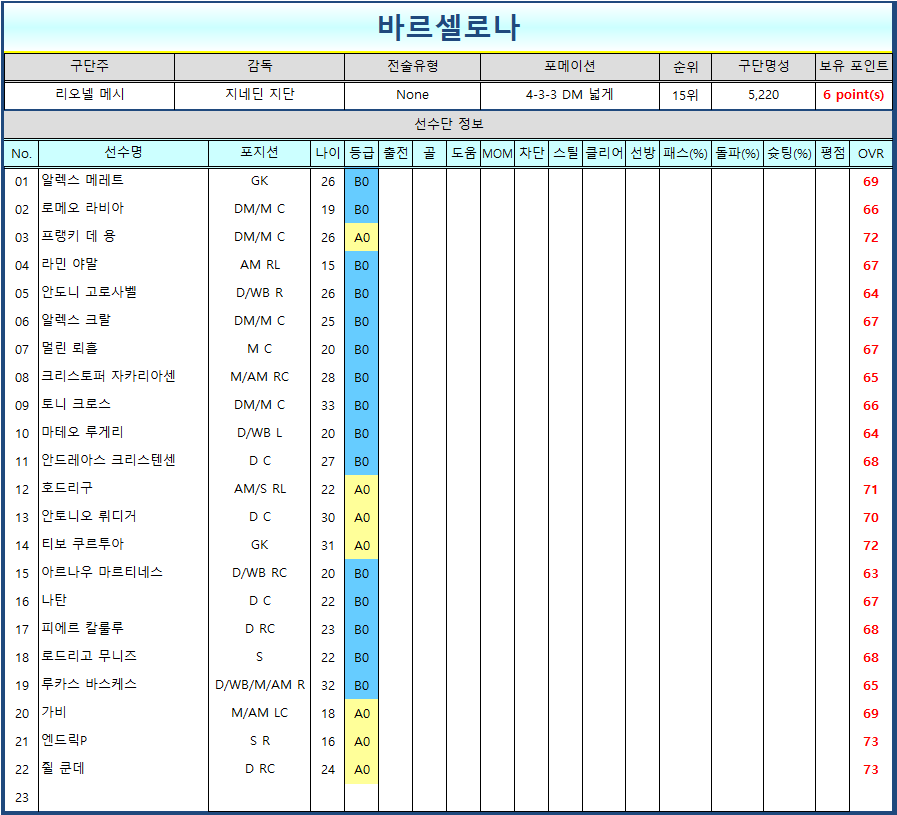 바르셀로나
구단주 감독 전술유형 포메이션 순위 구단명성 보유 포인트
리오넬 메시 지네딘 지단 None 4-3-3 DM 넓게 15위 5,220 6 point(s)
선수단 정보
No. 선수명 포지션 나이 등급 출전 골 도움 MOM 차단 스틸 클리어 선방 패스(%) 돌파(%) 슛팅(%) 평점 OVR
01 알렉스 메레트 GK 26 B0 69
02 로메오 라비아 DM/M C 19 B0 66
03 프랭키 데 용 DM/M C 26 A0 72
04 라민 야말 AM RL 15 B0 67
05 안도니 고로사벨 D/WB R 26 B0 64
06 알렉스 크랄 DM/M C 25 B0 67
07 멀린 뢰흘 M C 20 B0 67
08 크리스토퍼 자카리아센 M/AM RC 28 B0 65
09 토니 크로스 DM/M C 33 B0 66
10 마테오 루게리 D/WB L 20 B0 64
11 안드레아스 크리스텐센 D C 27 B0 68
12 호드리구 AM/S RL 22 A0 71
13 안토니오 뤼디거 D C 30 A0 70
14 티보 쿠르투아 GK 31 A0 72
15 아르나우 마르티네스 D/WB RC 20 B0 63
16 나탄 D C 22 B0 67
17 피에르 칼룰루 D RC 23 B0 68
18 로드리고 무니즈 S 22 B0 68
19 루카스 바스케스 D/WB/M/AM R 32 B0 65
20 가비 M/AM LC 18 A0 69
21 엔드릭P S R 16 A0 73
22 쥘 쿤데 D RC 24 A0 73
23